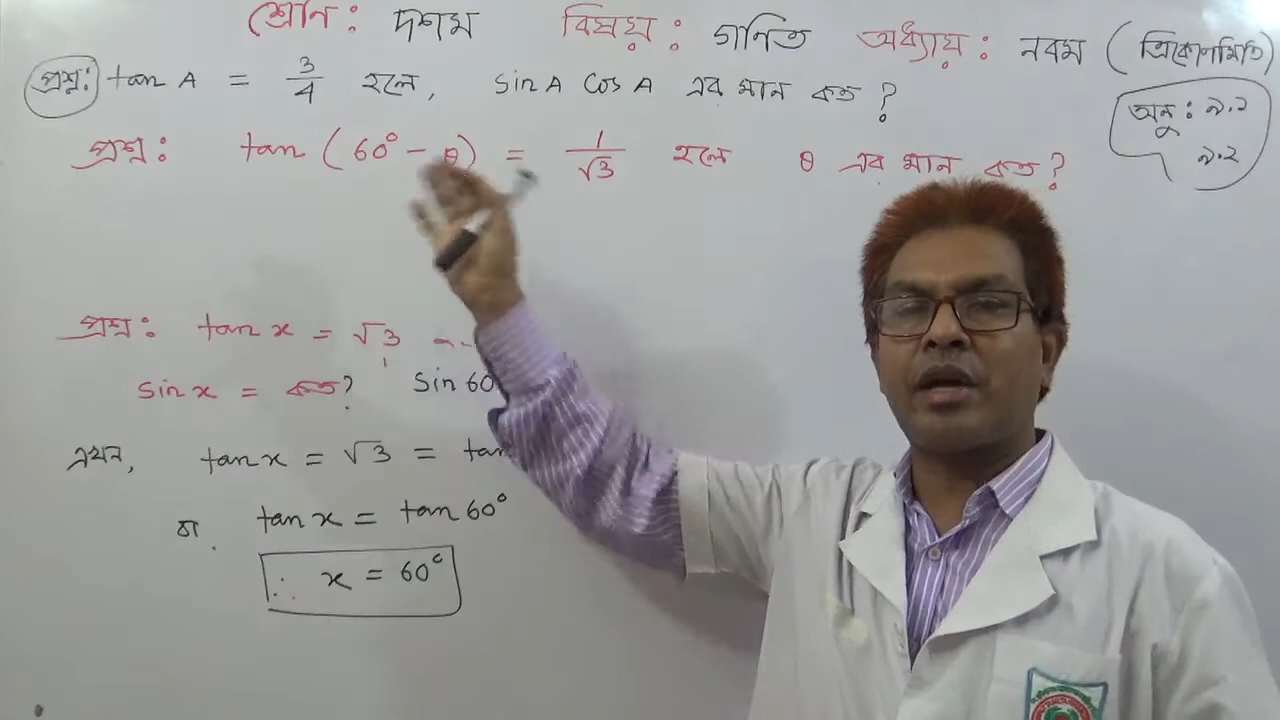 শ্রেণি: দশম বিষয়: গণিত অধ্যায়: নবম (ত্রিকোণমিতি)
প্রশ্ন: tan A = 3/4 হলে, sin A cos A এর মান কত?
অনু: ৯.১
৯.২
প্রশ্ন: tan (60° − θ) = 1/√3 হলে θ এর মান কত?
প্রশ্ন: tan x = √3
sin x = কত? sin 60
এখন, tan x = √3 = tan
বা, tan x = tan 60°
∴ x = 60°